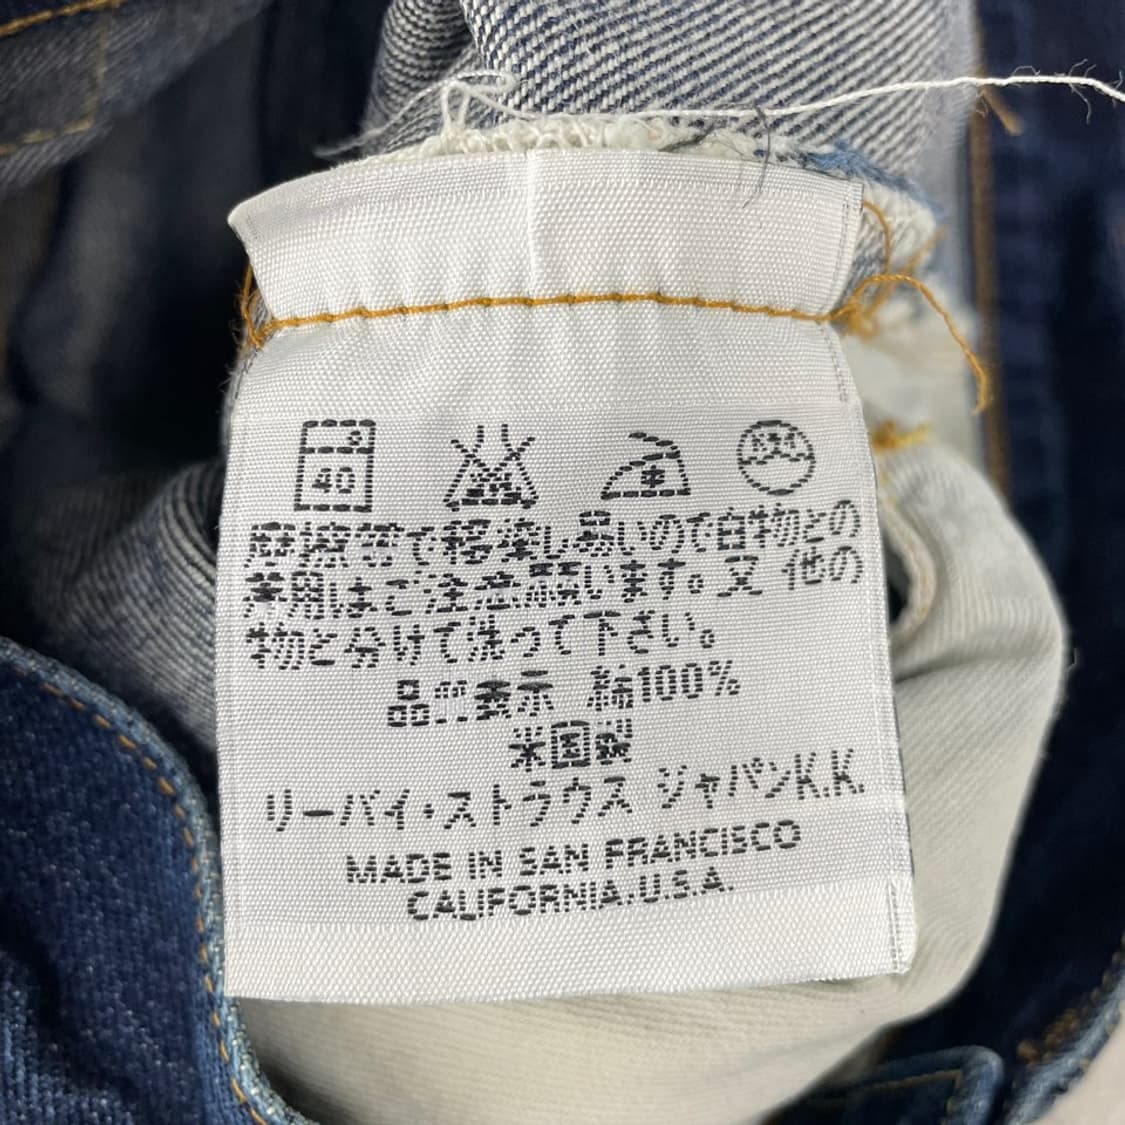 40
摩擦等で移染し易いので白物との
着用はご注意願います。又 他の
物と分けて洗って下さい。
品質表示 綿100%
米国製
リーバイ・ストラウス ジャパンK.K.
MADE IN SAN FRANCISCO
CALIFORNIA.U.S.A.